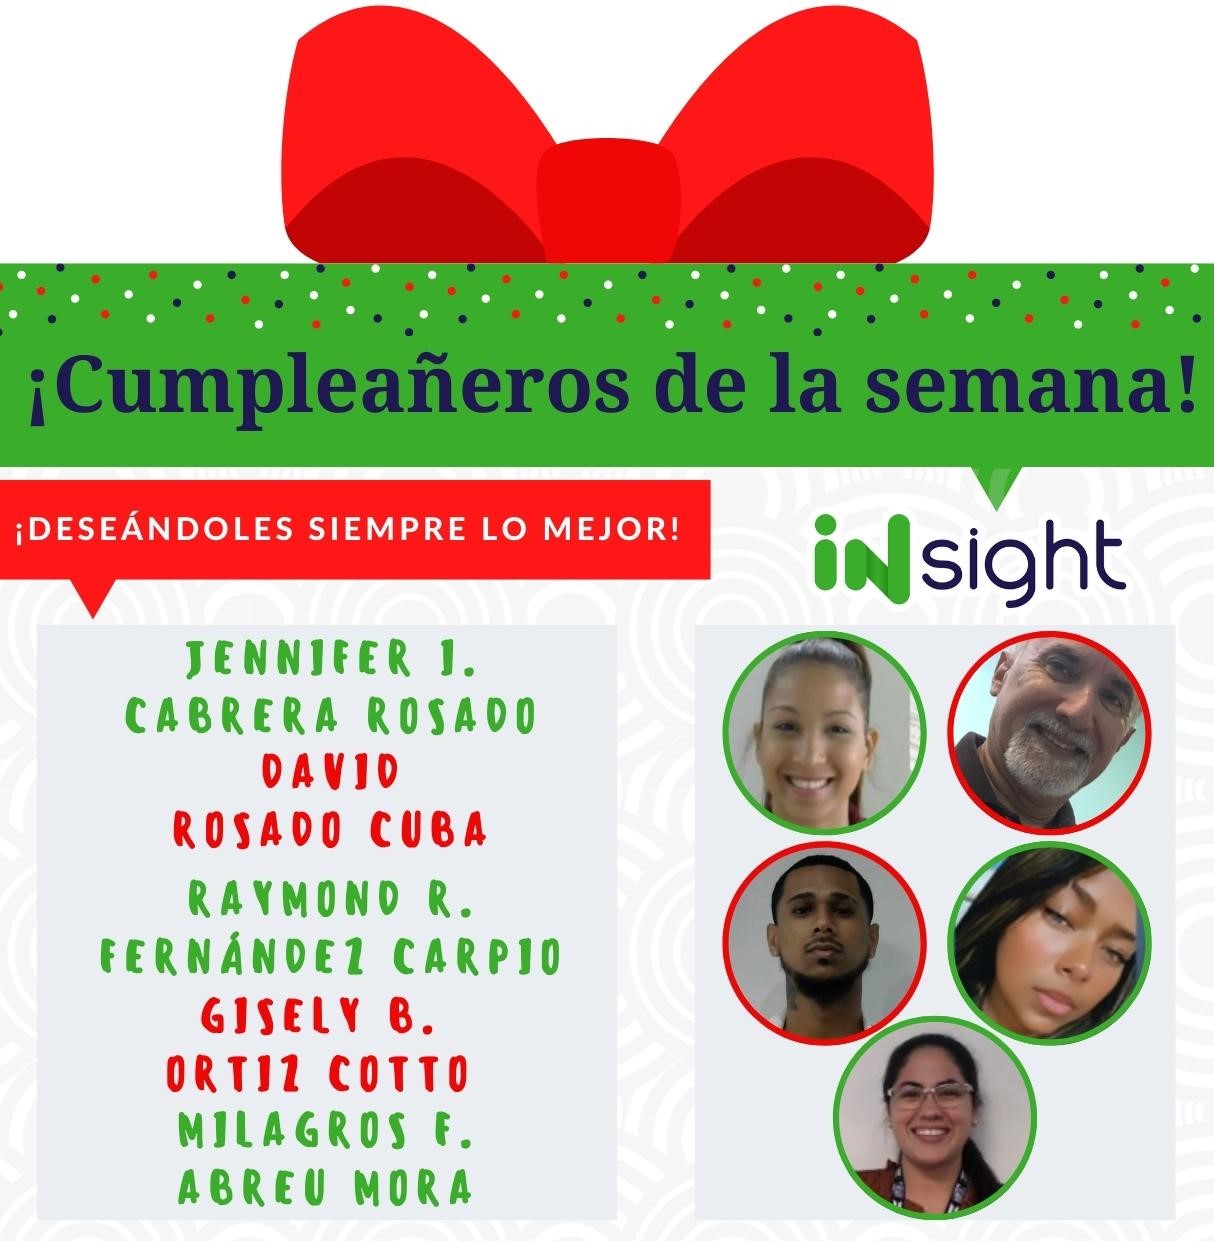 ¡Cumpleañeros de la semana!
¡DESEÁNDOLES SIEMPRE LO MEJOR!
iNsight
JENNIFER I.
CABRERA ROSADO
DAVID
ROSADO CUBA
RAYMOND R.
FERNÁNDEZ CARPIO
GISELY B.
ORTIZ COTTO
MILAGROS F.
ABREU MORA